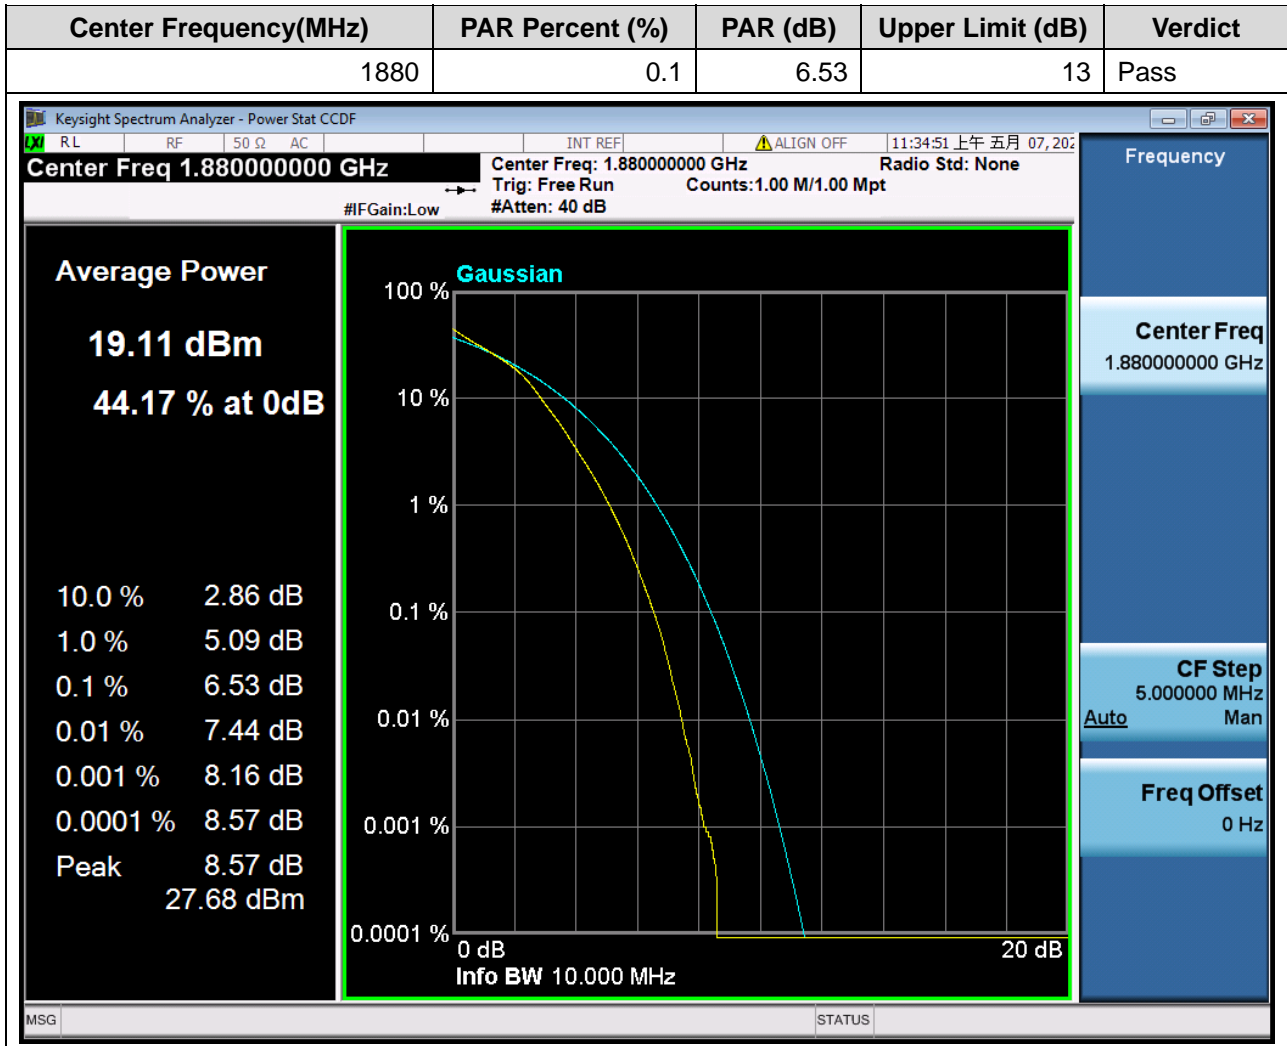 Center Frequency(MHz) PAR Percent (%) PAR (dB) Upper Limit (dB) Verdict
1880 0.1 6.53 13 Pass
Keysight Spectrum Analyzer - Power Stat CCDF
LXI RL RF 50 Ω AC INT REF ALIGN OFF 11:34:51 上午 五月 07, 202
Center Freq 1.880000000 GHz
Center Freq: 1.880000000 GHz Radio Std: None
Trig: Free Run Counts:1.00 M/1.00 Mpt
#IFGain:Low #Atten: 40 dB
Average Power
19.11 dBm
44.17 % at 0dB
10.0 % 2.86 dB
1.0 % 5.09 dB
0.1 % 6.53 dB
0.01 % 7.44 dB
0.001 % 8.16 dB
0.0001 % 8.57 dB
Peak 8.57 dB
27.68 dBm
Gaussian
100 %
10 %
1 %
0.1 %
0.01 %
0.001 %
0.0001 %
0 dB 20 dB
Info BW 10.000 MHz
Frequency
Center Freq
1.880000000 GHz
CF Step
5.000000 MHz
Auto Man
Freq Offset
0 Hz
MSG STATUS